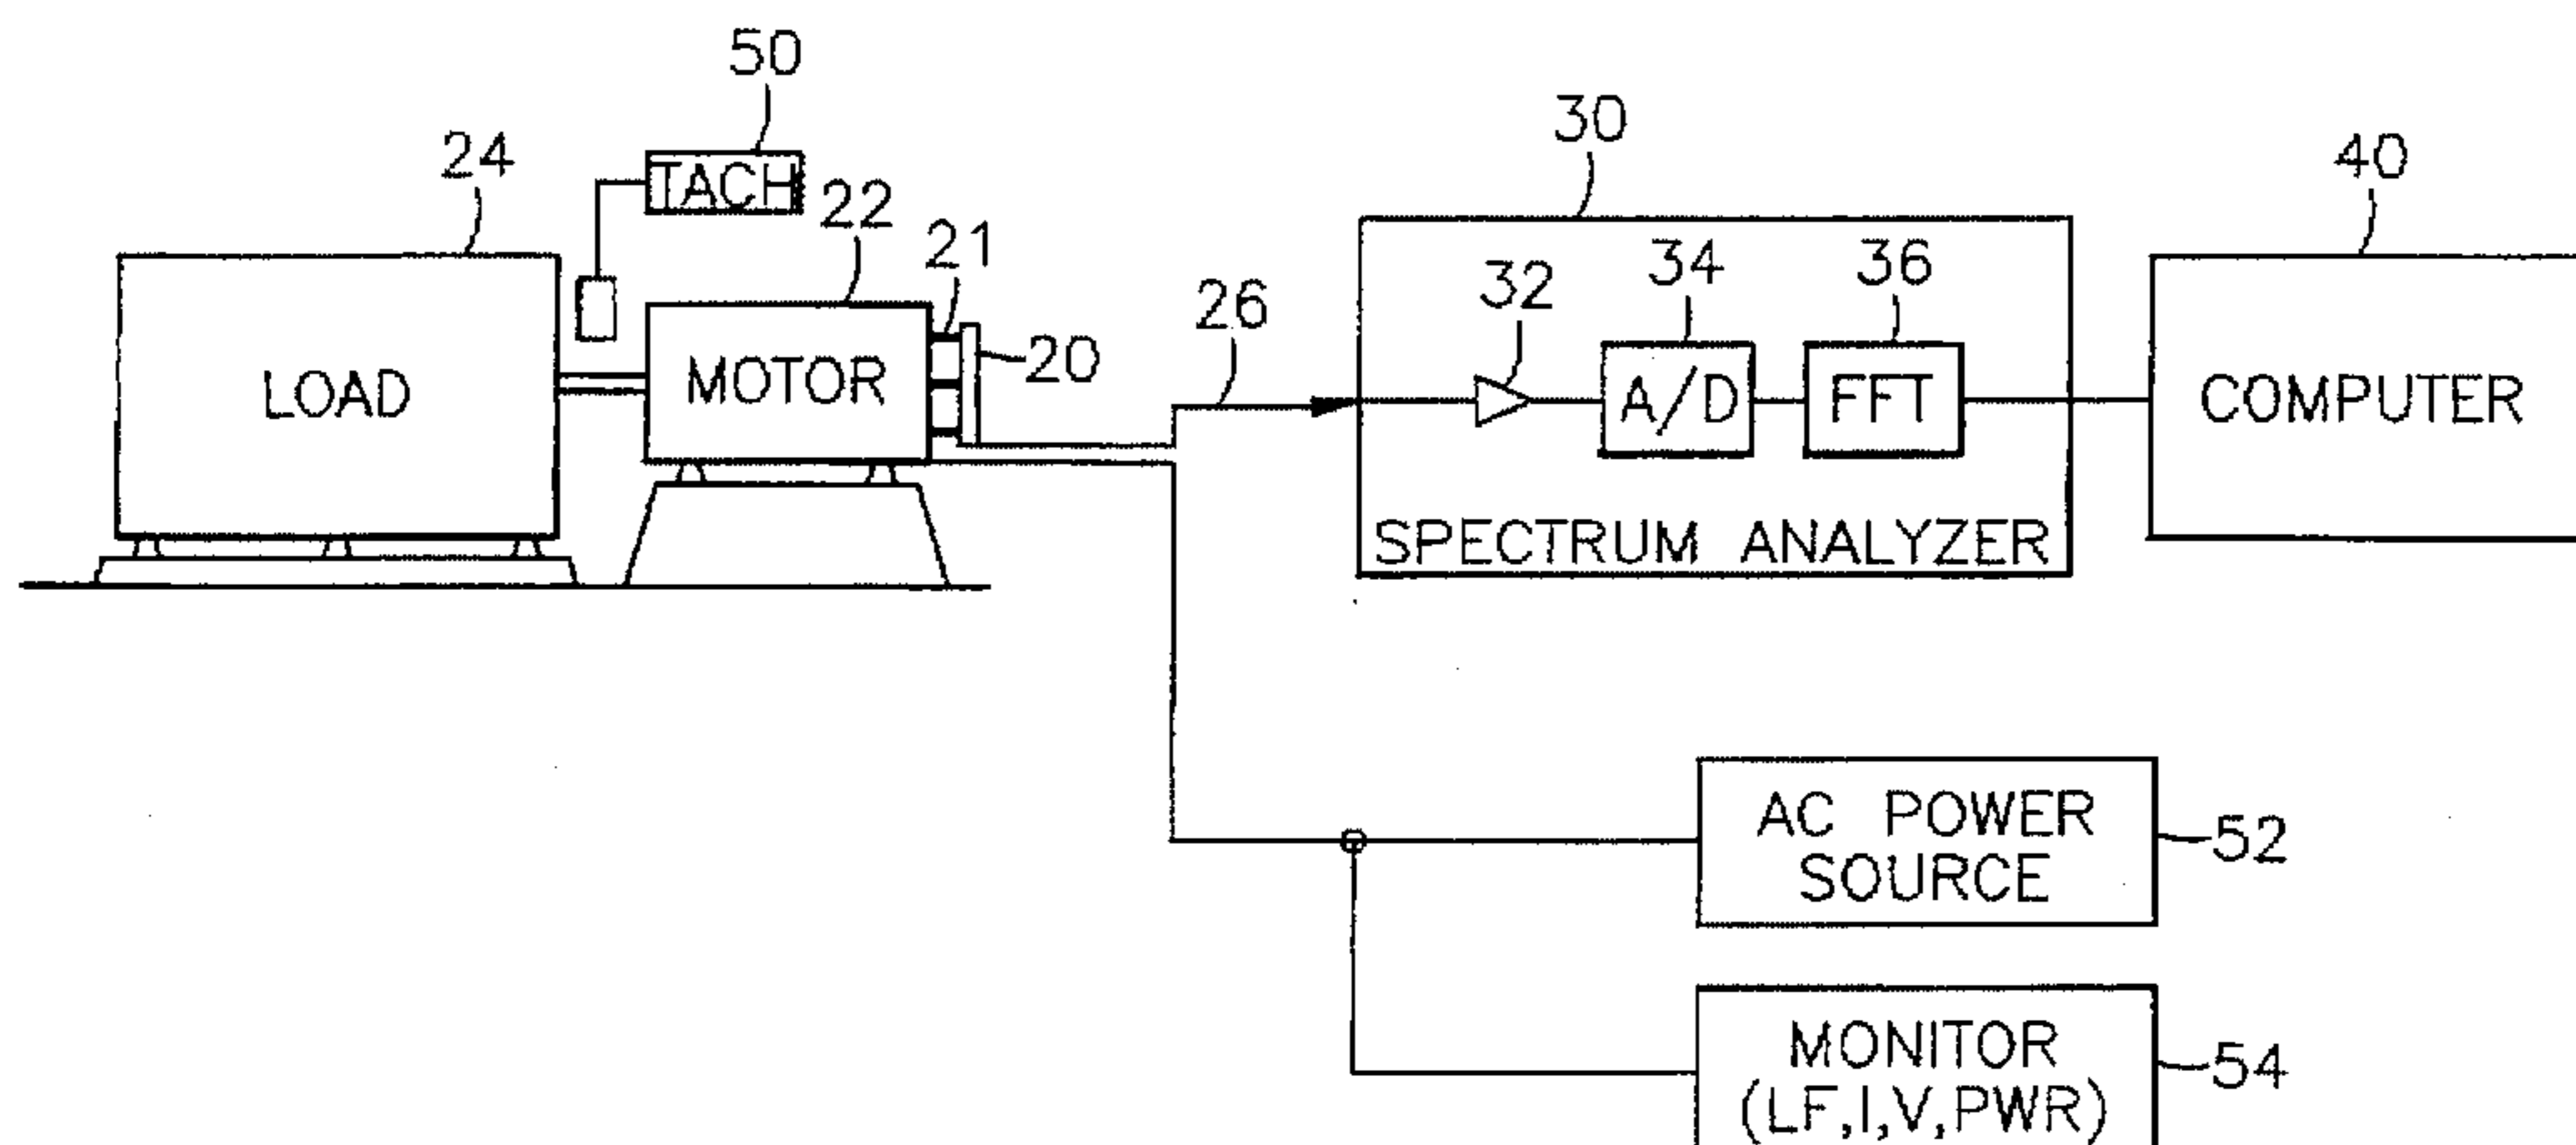 50
24
TACH
22
21
20
LOAD
MOTOR
26
30
32
34
36
A/D
FFT
SPECTRUM ANALYZER
40
COMPUTER
AC POWER
SOURCE
52
MONITOR
(LF,I,V,PWR)
54